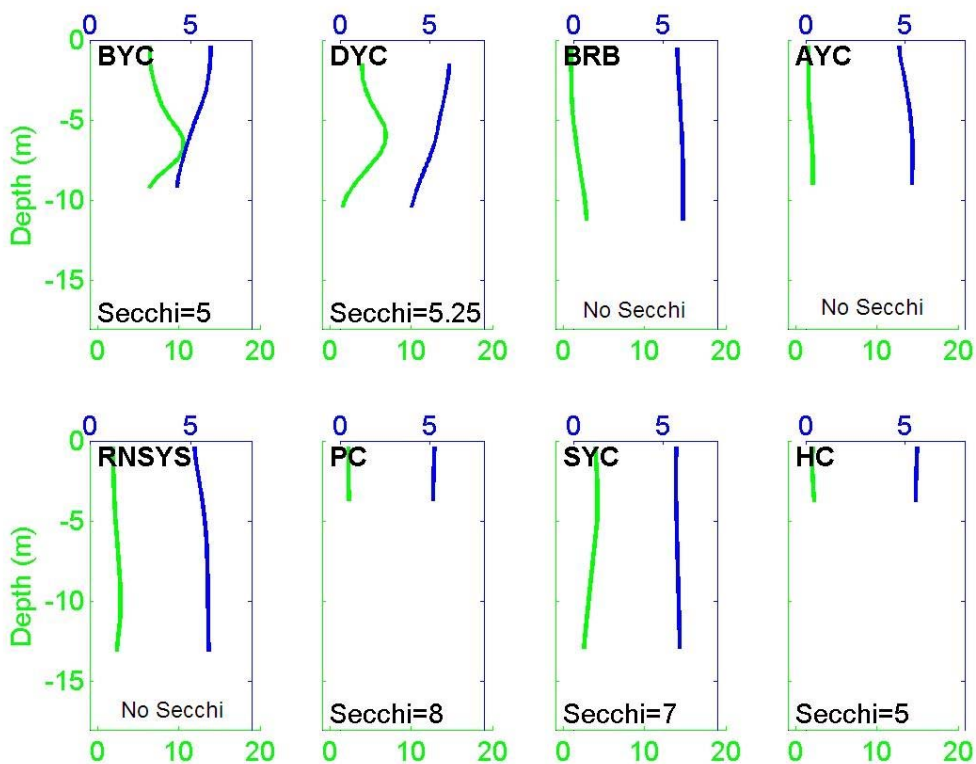 0 5
0 5
0 5
0 5
BYC
DYC
BRB
AYC
Depth (m)
0
-5
-10
-15
Secchi=5
Secchi=5.25
No Secchi
No Secchi
0 10 20
0 10 20
0 10 20
0 10 20
0 5
0 5
0 5
0 5
RNSYS
PC
SYC
HC
Depth (m)
0
-5
-10
-15
No Secchi
Secchi=8
Secchi=7
Secchi=5
0 10 20
0 10 20
0 10 20
0 10 20